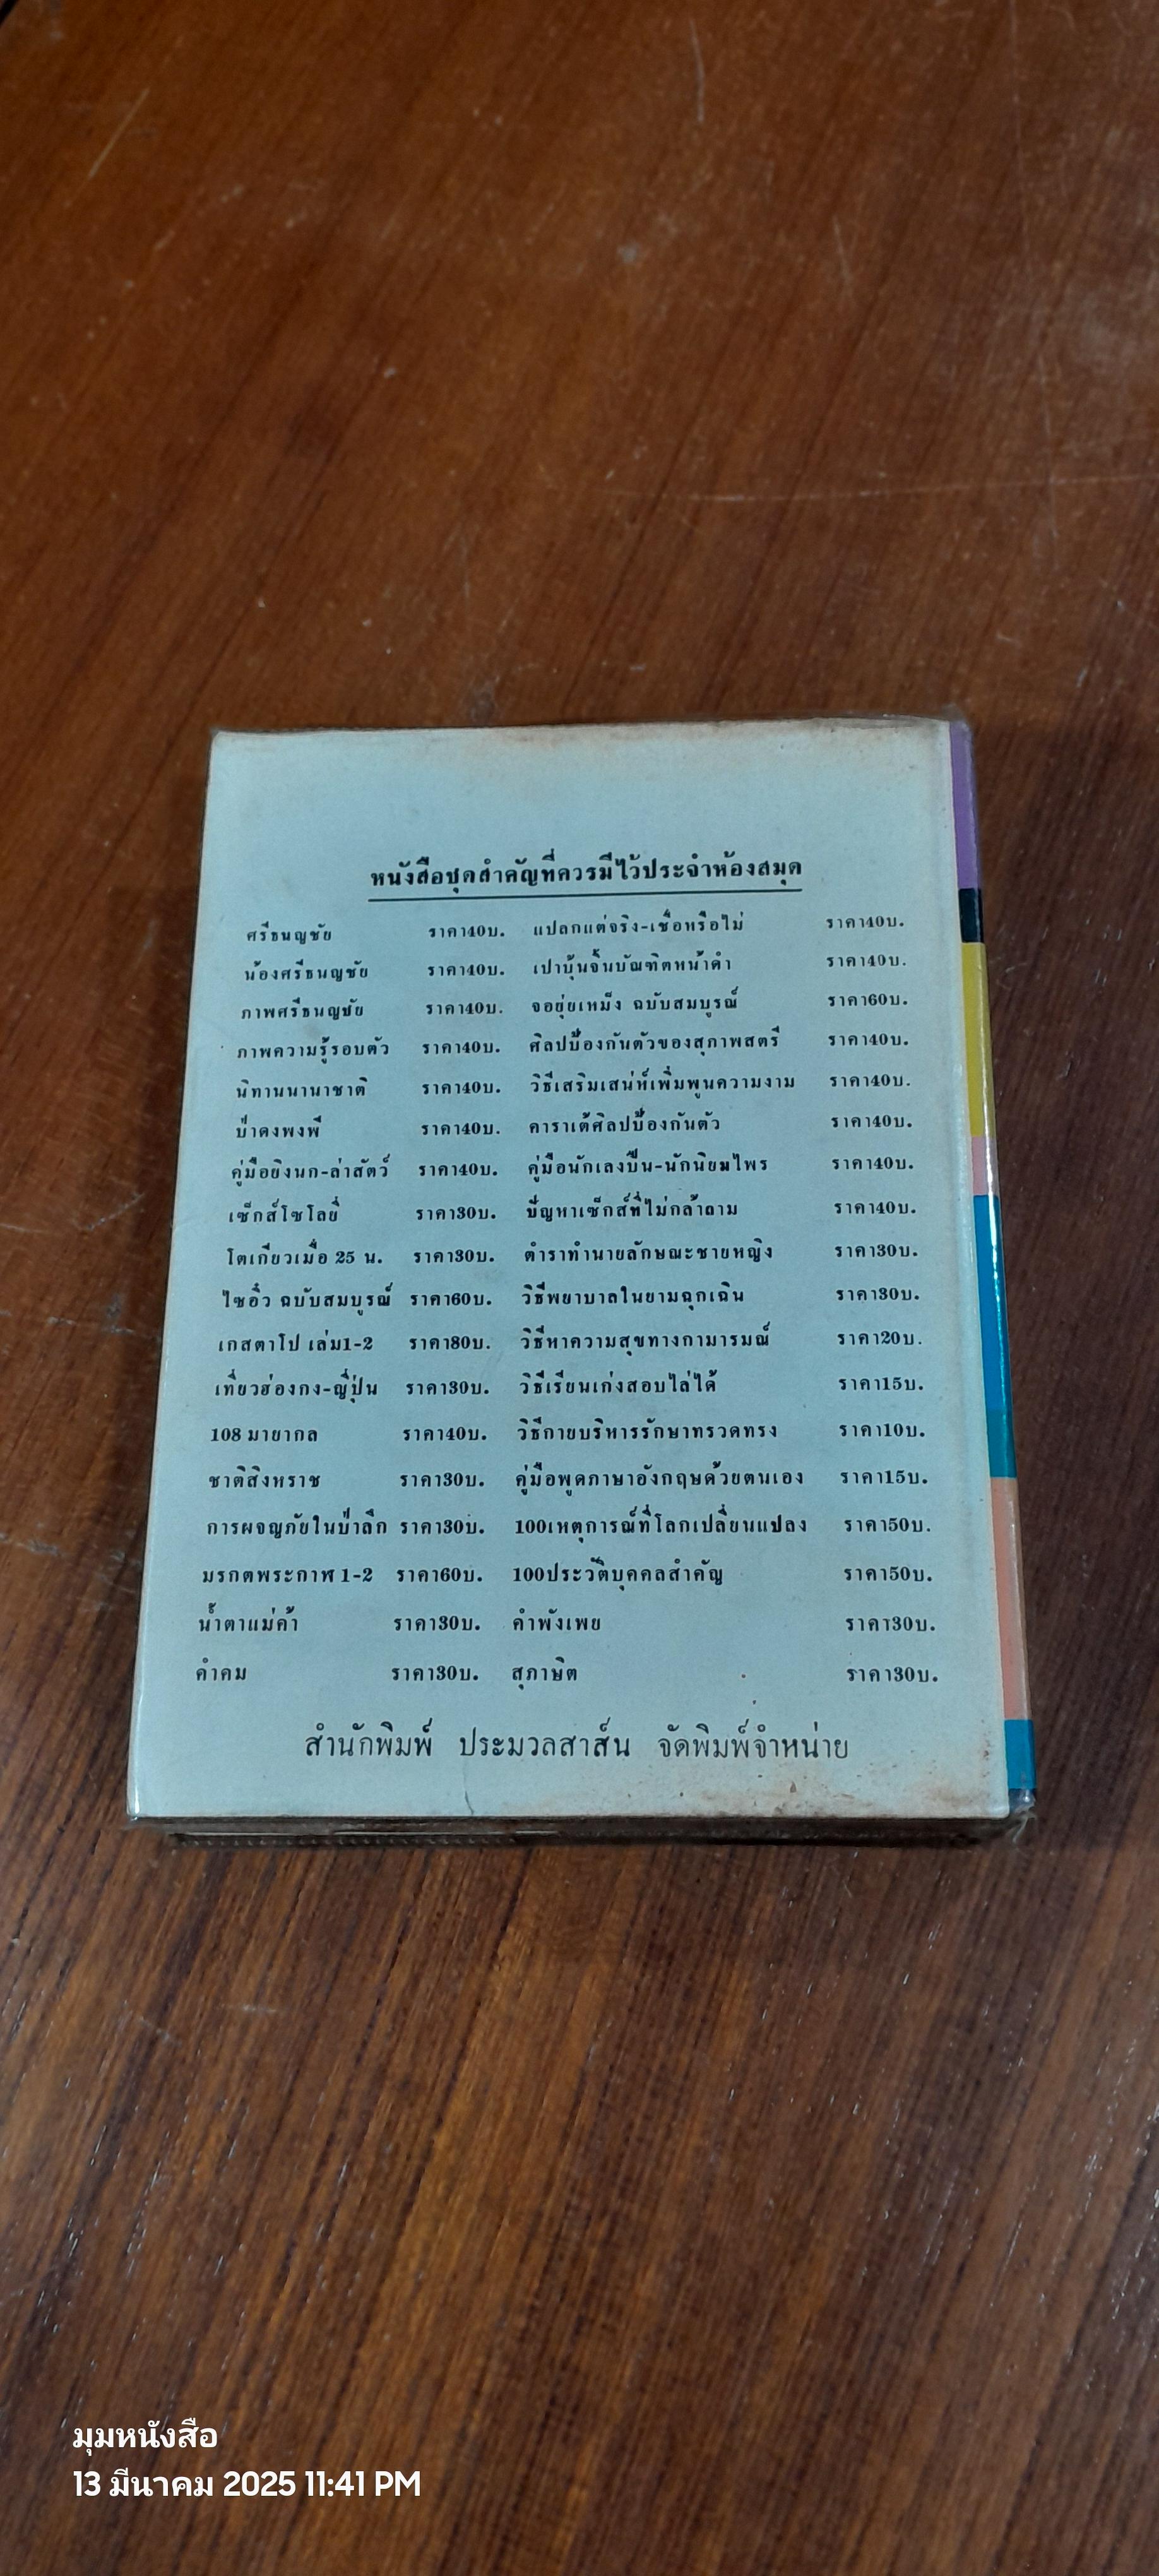 หนังสือชุดสำคัญที่ควรมีไว้ประจำห้องสมุด
ศรีธนญชัย ราคา40บ. แปลกแต่จริง-เชื่อหรือไม่ ราคา40บ.
น้องศรีธนญชัย ราคา40บ. เปาบุ้นจิ้นบัณฑิตหน้าดำ ราคา40บ.
ภาพศรีธนญชัย ราคา40บ. จอยุ่ยเหม็ง ฉบับสมบูรณ์ ราคา60บ.
ภาพความรู้รอบตัว ราคา40บ. ศิลปป้องกันตัวของสุภาพสตรี ราคา40บ.
นิทานนานาชาติ ราคา40บ. วิธีเสริมเสน่ห์เพิ่มพูนความงาม ราคา40บ.
ป่าดงพงพี ราคา40บ. คาราเต้ศิลปป้องกันตัว ราคา40บ.
คู่มือยิงนก-ล่าสัตว์ ราคา40บ. คู่มือนักเลงปืน-นักนิยมไพร ราคา40บ.
เซ็กส์โซโลยี่ ราคา30บ. ปัญหาเซ็กส์ที่ไม่กล้าถาม ราคา40บ.
โตเกียวเมื่อ 25 น. ราคา30บ. ตำราทำนายลักษณะชายหญิง ราคา30บ.
ไซอิ๋ว ฉบับสมบูรณ์ ราคา60บ. วิธีพยาบาลในยามฉุกเฉิน ราคา30บ.
เกสตาโป เล่ม1-2 ราคา80บ. วิธีหาความสุขทางกามารมณ์ ราคา20บ.
เที่ยวฮ่องกง-ญี่ปุ่น ราคา30บ. วิธีเรียนเก่งสอบไล่ได้ ราคา15บ.
108 มายากล ราคา40บ. วิธีกายบริหารรักษาทรวดทรง ราคา10บ.
ชาติสิงหราช ราคา30บ. คู่มือพูดภาษาอังกฤษด้วยตนเอง ราคา15บ.
การผจญภัยในป่าลึก ราคา30บ. 100เหตุการณ์ที่โลกเปลี่ยนแปลง ราคา50บ.
มรกตพระกาฬ 1-2 ราคา60บ. 100ประวัติบุคคลสำคัญ ราคา50บ.
น้ำตาแม่ค้า ราคา30บ. คำพังเพย ราคา30บ.
คำคม ราคา30บ. สุภาษิต ราคา30บ.
สำนักพิมพ์ ประมวลสาส์น จัดพิมพ์จำหน่าย
มุมหนังสือ
13 มีนาคม 2025 11:41 PM